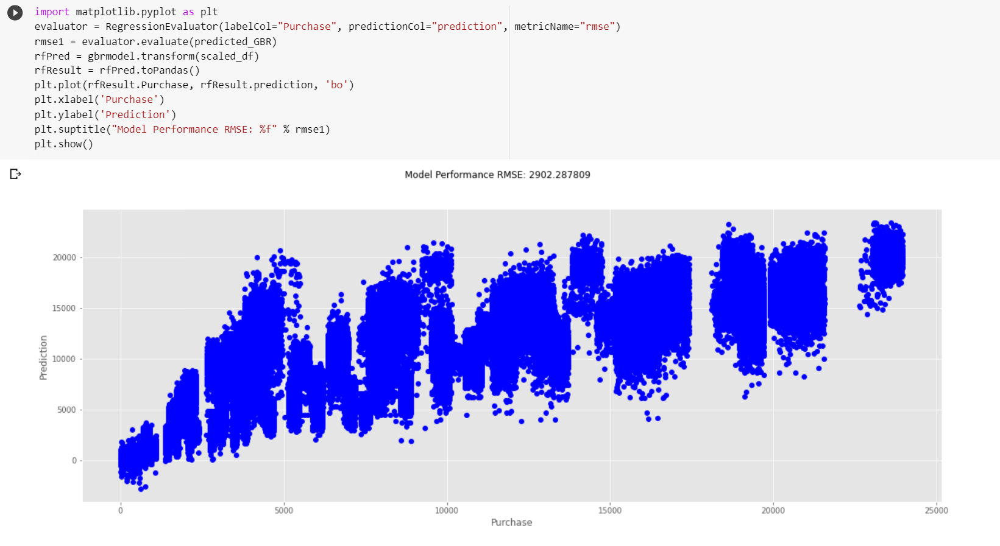 import matplotlib.pyplot as plt
evaluator = RegressionEvaluator(labelCol="Purchase", predictionCol="prediction", metricName="rmse")
rmse1 = evaluator.evaluate(predicted_GBR)
rfPred = gbrmodel.transform(scaled_df)
rfResult = rfPred.toPandas()
plt.plot(rfResult.Purchase, rfResult.prediction, 'bo')
plt.xlabel('Purchase')
plt.ylabel('Prediction')
plt.suptitle("Model Performance RMSE: %f" % rmse1)
plt.show()
Model Performance RMSE: 2902.287809
20000
15000
10000
5000
0
Prediction
0 5000 10000 15000 20000 25000
Purchase